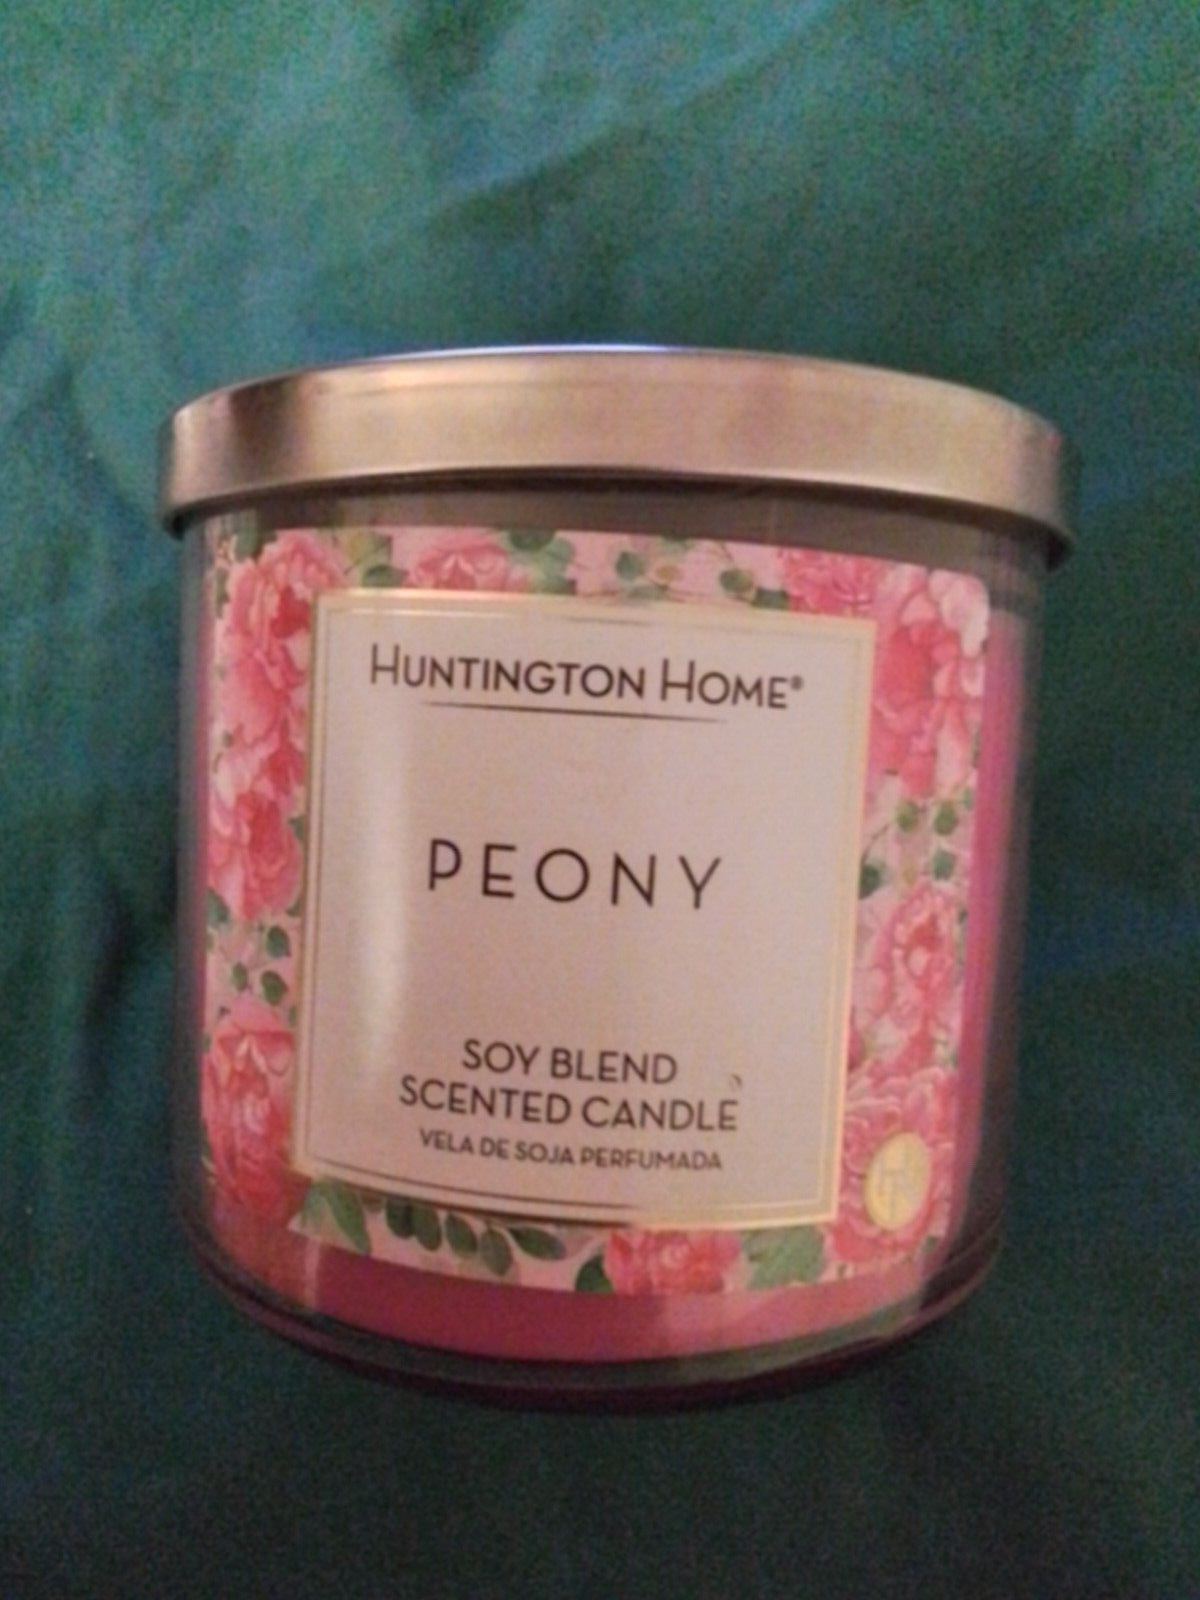 HUNTINGTON HOME®
PEONY
SOY BLEND
SCENTED CANDLE
VELA DE SOJA PERFUMADA